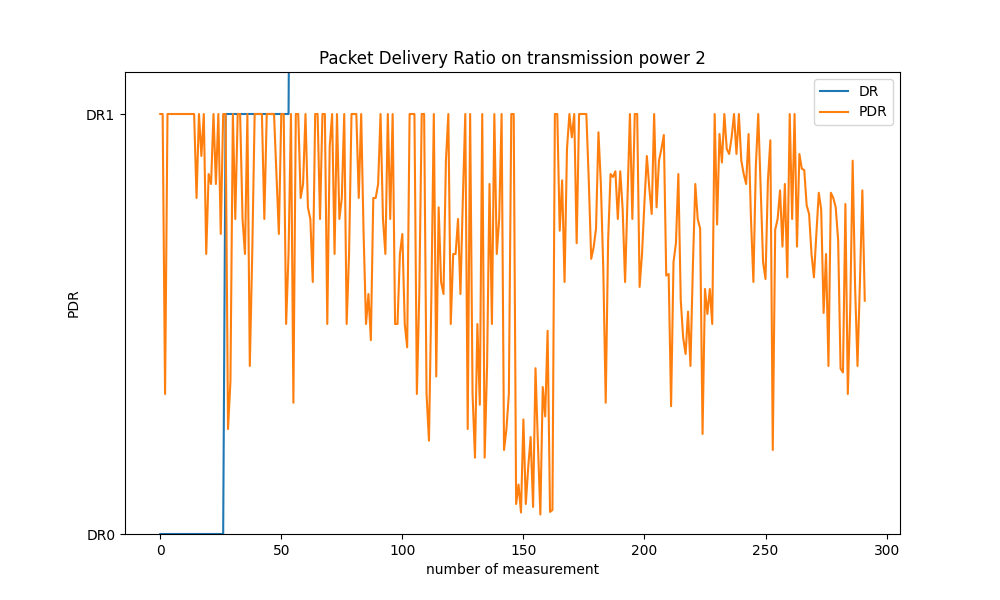 Packet Delivery Ratio on transmission power 2
DR
PDR
DR1
PDR
DR0
0 50 100 150 200 250 300
number of measurement